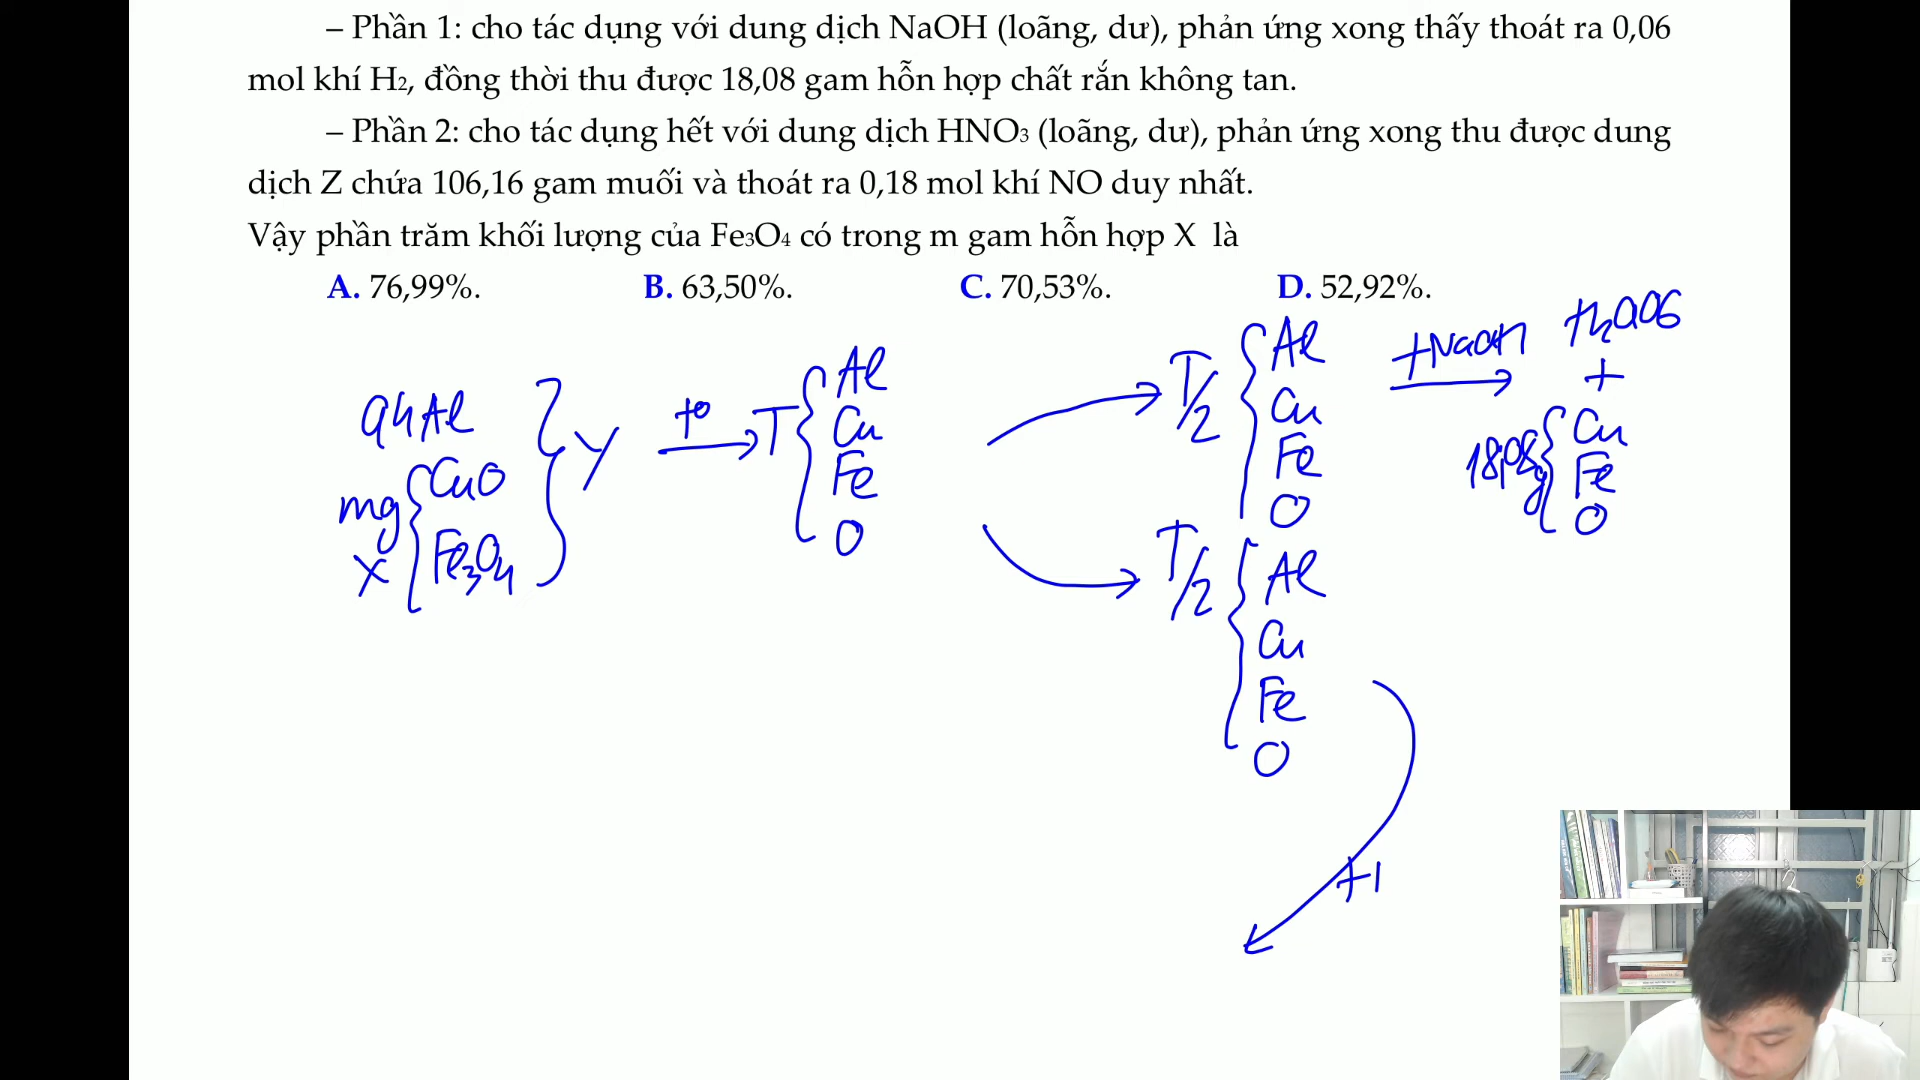 – Phần 1: cho tác dụng với dung dịch NaOH (loãng, dư), phản ứng xong thấy thoát ra 0,06
mol khí H₂, đồng thời thu được 18,08 gam hỗn hợp chất rắn không tan.
– Phần 2: cho tác dụng hết với dung dịch HNO₃ (loãng, dư), phản ứng xong thu được dung
dịch Z chứa 106,16 gam muối và thoát ra 0,18 mol khí NO duy nhất.
Vậy phần trăm khối lượng của Fe₃O₄ có trong m gam hỗn hợp X là
A. 76,99%. B. 63,50%. C. 70,53%. D. 52,92%.
0,4 Al
mg X
CuO
Fe₃O₄
Y
t°
T
Al
Cu
Fe
O
T/2
Al
Cu
Fe
O
+NaOH
H₂ 0,06
+
18,08g
Cu
Fe
O
T/2
Al
Cu
Fe
O
+